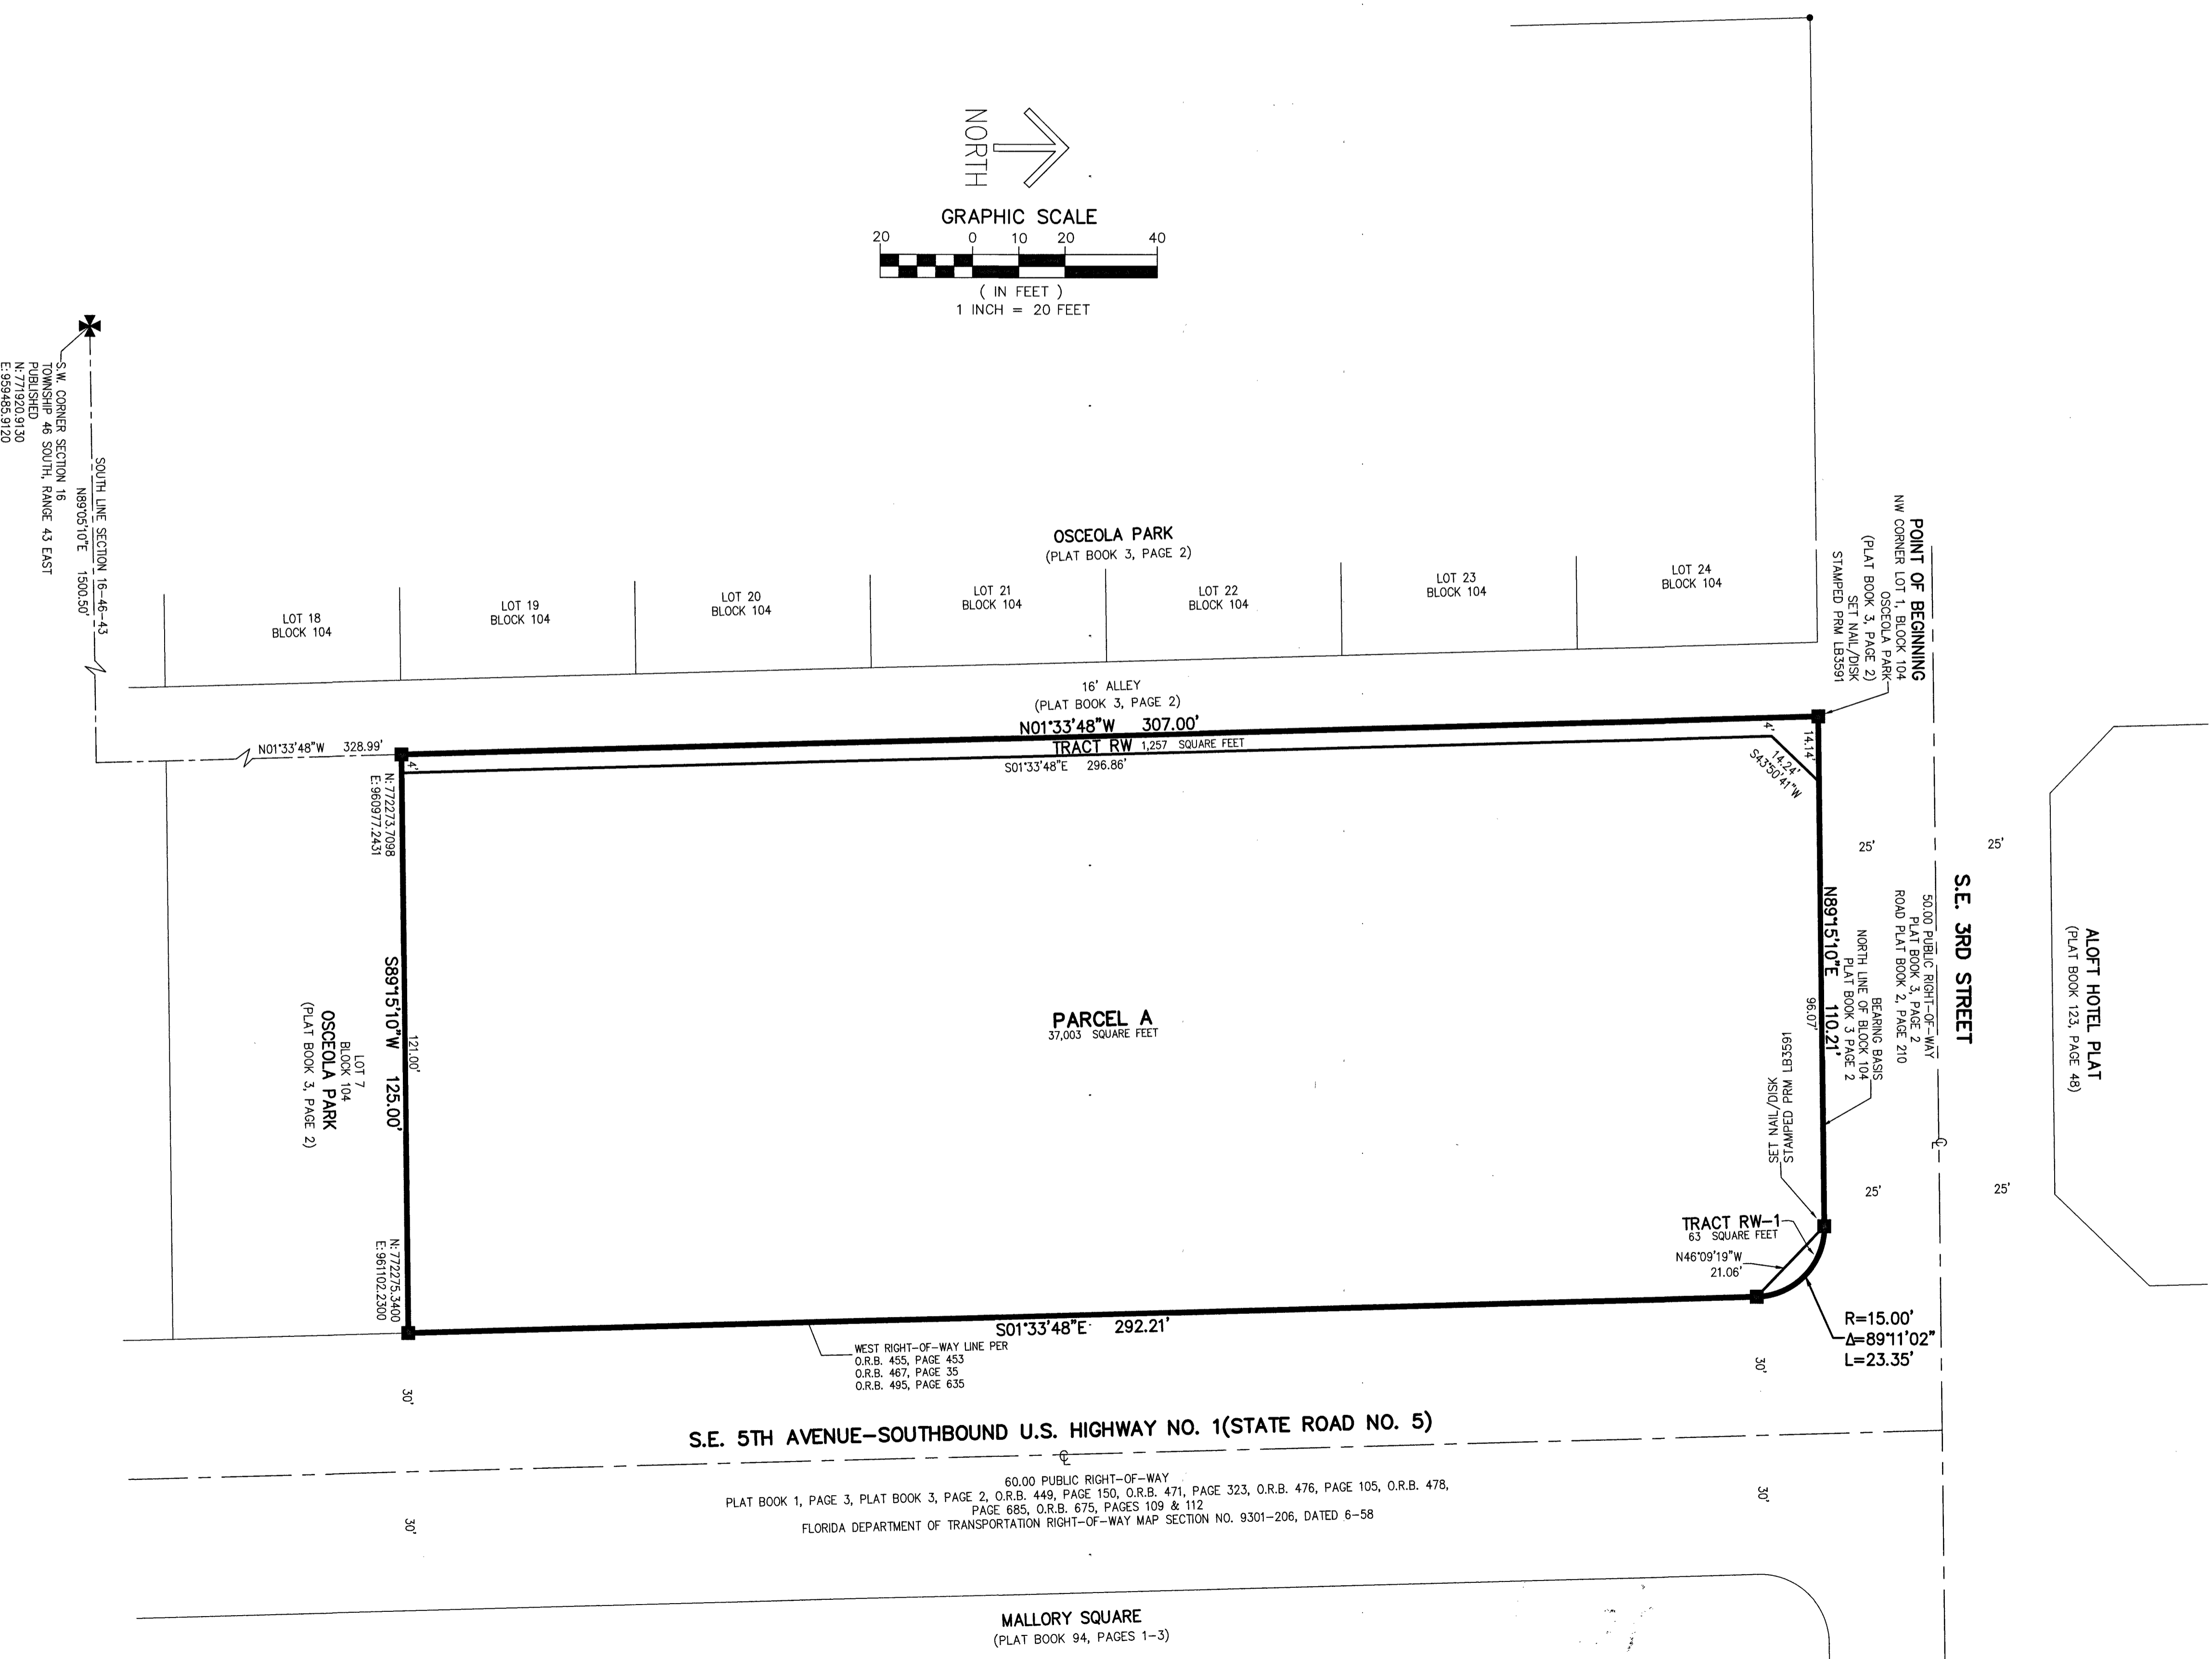 NORTH
GRAPHIC SCALE
20 0 10 20 40
( IN FEET )
1 INCH = 20 FEET
S.W. CORNER SECTION 16
TOWNSHIP 46 SOUTH, RANGE 43 EAST
PUBLISHED
N:771920.9130
E:959485.9120
SOUTH LINE SECTION 16-46-43
N89°05'10"E 1500.50'
OSCEOLA PARK
(PLAT BOOK 3, PAGE 2)
LOT 18
BLOCK 104
LOT 19
BLOCK 104
LOT 20
BLOCK 104
LOT 21
BLOCK 104
LOT 22
BLOCK 104
LOT 23
BLOCK 104
LOT 24
BLOCK 104
POINT OF BEGINNING
NW CORNER LOT 1, BLOCK 104
OSCEOLA PARK
(PLAT BOOK 3, PAGE 2)
SET NAIL/DISK
STAMPED PRM LB3591
16' ALLEY
(PLAT BOOK 3, PAGE 2)
N01°33'48"W 307.00'
TRACT RW 1,257 SQUARE FEET
S01°33'48"E 296.86'
N01°33'48"W 328.99'
4'
4'
14.14'
14.24'
S43°50'41"W
N: 772273.7098
E: 960977.2431
S89°15'10"W 125.00'
121.00'
LOT 7
BLOCK 104
OSCEOLA PARK
(PLAT BOOK 3, PAGE 2)
N: 772275.3400
E: 961102.2300
PARCEL A
37,003 SQUARE FEET
N89°15'10"E 110.21'
96.07'
BEARING BASIS
NORTH LINE OF BLOCK 104
PLAT BOOK 3 PAGE 2
25'
25'
25'
25'
50.00 PUBLIC RIGHT-OF-WAY
PLAT BOOK 3, PAGE 2
ROAD PLAT BOOK 2, PAGE 210
S.E. 3RD STREET
ALOFT HOTEL PLAT
(PLAT BOOK 123, PAGE 48)
SET NAIL/DISK
STAMPED PRM LB3591
TRACT RW-1
63 SQUARE FEET
N46°09'19"W
21.06'
R=15.00'
Δ=89°11'02"
L=23.35'
S01°33'48"E 292.21'
WEST RIGHT-OF-WAY LINE PER
O.R.B. 455, PAGE 453
O.R.B. 467, PAGE 35
O.R.B. 495, PAGE 635
30'
30'
30'
30'
S.E. 5TH AVENUE-SOUTHBOUND U.S. HIGHWAY NO. 1(STATE ROAD NO. 5)
60.00 PUBLIC RIGHT-OF-WAY
PLAT BOOK 1, PAGE 3, PLAT BOOK 3, PAGE 2, O.R.B. 449, PAGE 150, O.R.B. 471, PAGE 323, O.R.B. 476, PAGE 105, O.R.B. 478,
PAGE 685, O.R.B. 675, PAGES 109 & 112
FLORIDA DEPARTMENT OF TRANSPORTATION RIGHT-OF-WAY MAP SECTION NO. 9301-206, DATED 6-58
MALLORY SQUARE
(PLAT BOOK 94, PAGES 1-3)